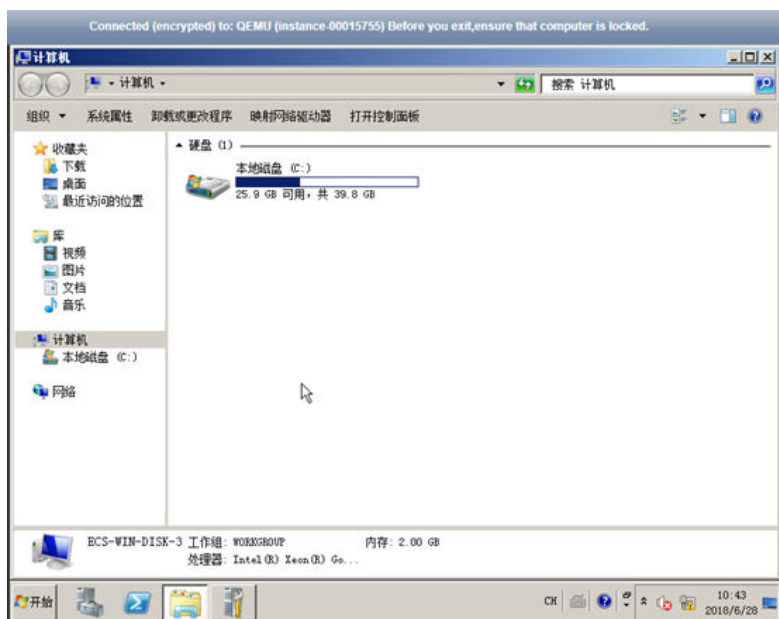 Connected (encrypted) to: QEMU (instance-00015755) Before you exit,ensure that computer is locked.
计算机
计算机
搜索 计算机
组织 系统属性 卸载或更改程序 映射网络驱动器 打开控制面板
收藏夹
下载
桌面
最近访问的位置
库
视频
图片
文档
音乐
计算机
本地磁盘 (C:)
网络
硬盘 (1)
本地磁盘 (C:)
25.9 GB 可用，共 39.8 GB
ECS-WIN-DISK-3 工作组: WORKGROUP 内存: 2.00 GB
处理器: Intel(R) Xeon(R) Go...
开始
CH
10:43
2018/6/28